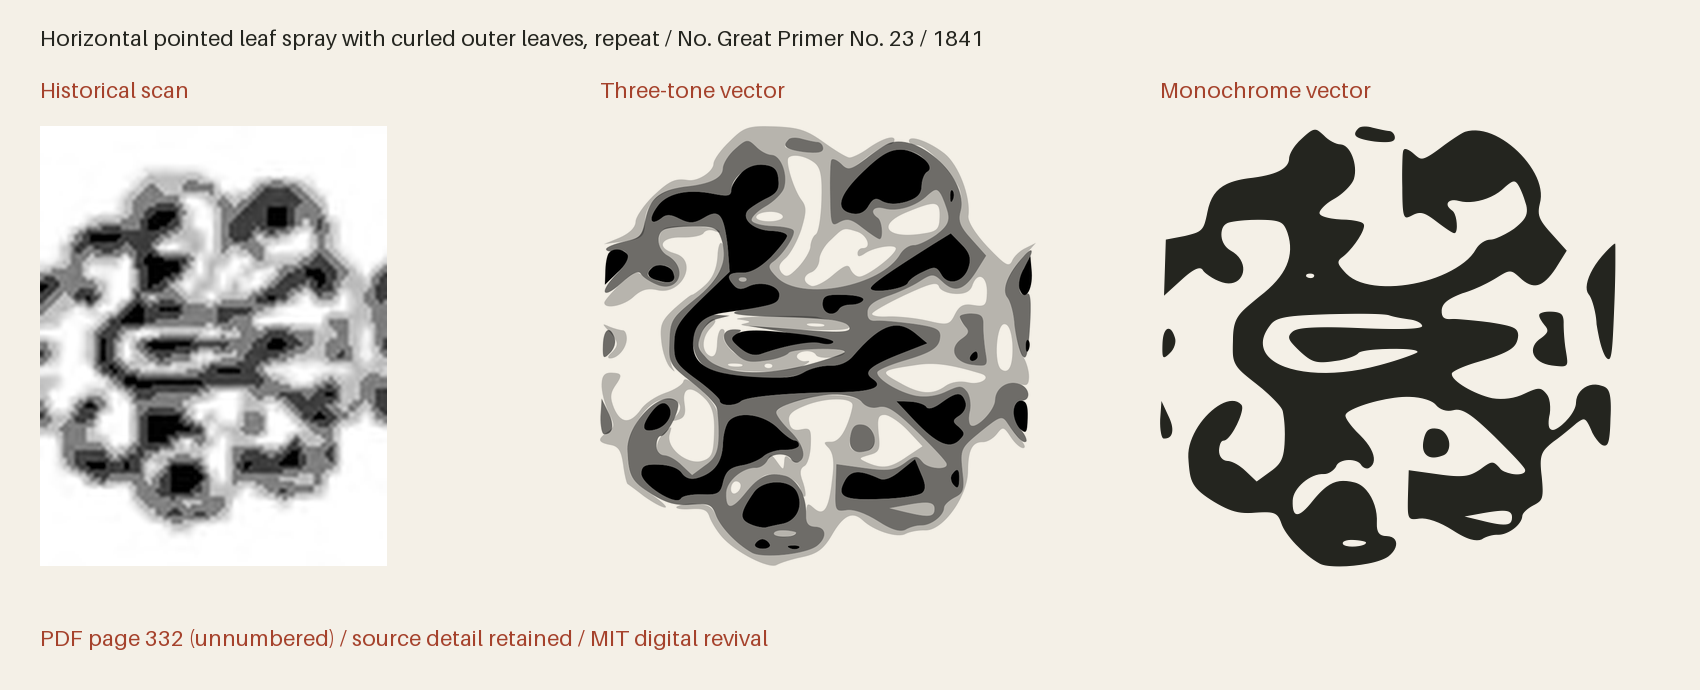 Horizontal pointed leaf spray with curled outer leaves, repeat / No. Great Primer No. 23 / 1841
Historical scan
Three-tone vector
Monochrome vector
PDF page 332 (unnumbered) / source detail retained / MIT digital revival